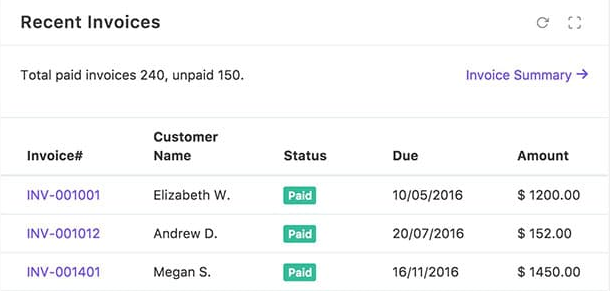 Recent Invoices
Total paid invoices 240, unpaid 150.
Invoice Summary →
Invoice# Customer Name Status Due Amount
INV-001001 Elizabeth W. Paid 10/05/2016 $ 1200.00
INV-001012 Andrew D. Paid 20/07/2016 $ 152.00
INV-001401 Megan S. Paid 16/11/2016 $ 1450.00